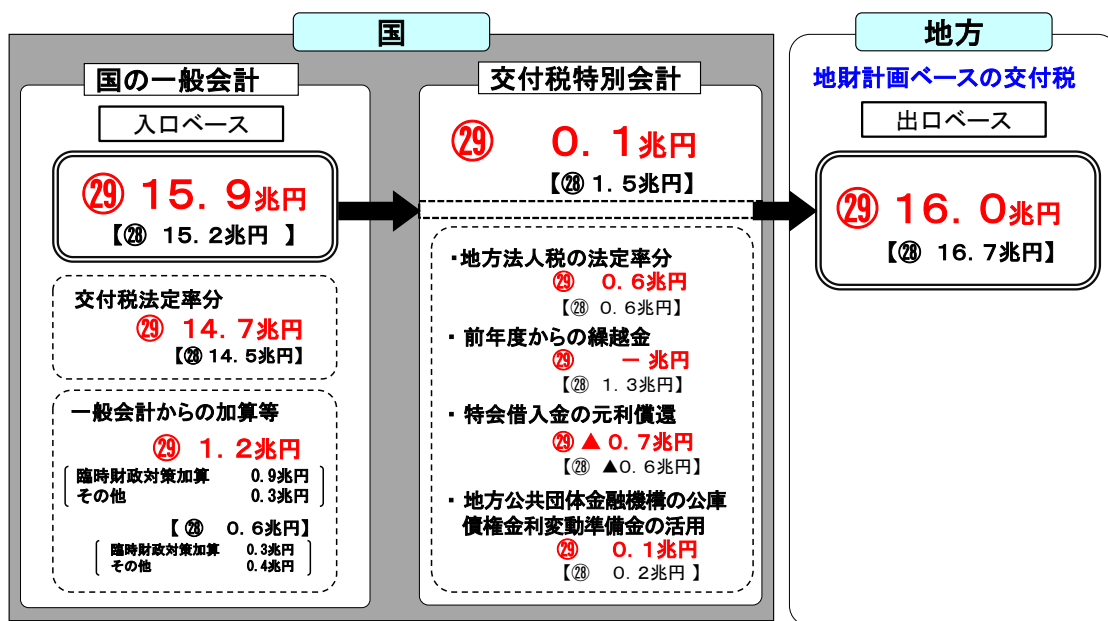 国
国の一般会計
入口ベース
㉙ 15.9兆円
【㉘ 15.2兆円 】
交付税法定率分
㉙ 14.7兆円
【㉘ 14.5兆円】
一般会計からの加算等
㉙ 1.2兆円
臨時財政対策加算 0.9兆円
その他 0.3兆円
【 ㉘ 0.6兆円】
臨時財政対策加算 0.3兆円
その他 0.4兆円
交付税特別会計
㉙ 0.1兆円
【㉘ 1.5兆円】
・地方法人税の法定率分
㉙ 0.6兆円
【㉘ 0.6兆円】
・ 前年度からの繰越金
㉙ － 兆円
【㉘ 1.3兆円】
・ 特会借入金の元利償還
㉙ ▲ 0.7兆円
【㉘ ▲0.6兆円】
・ 地方公共団体金融機構の公庫
債権金利変動準備金の活用
㉙ 0.1兆円
【㉘ 0.2兆円 】
地方
地財計画ベースの交付税
出口ベース
㉙ 16.0兆円
【㉘ 16.7兆円】